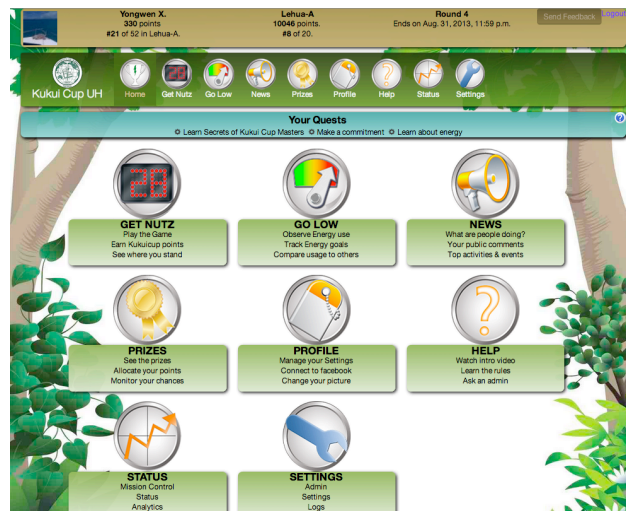 Yongwen X.
330 points
#21 of 52 in Lehua-A.
Lehua-A
10046 points.
#8 of 20.
Round 4
Ends on Aug. 31, 2013, 11:59 p.m.
Send Feedback
Logout
Kukui Cup UH
Home
Get Nutz
28
Go Low
News
Prizes
Profile
Help
Status
Settings
Your Quests
?
Learn Secrets of Kukui Cup Masters
Make a commitment
Learn about energy
28
GET NUTZ
Play the Game
Earn Kukuicup points
See where you stand
GO LOW
Observe Energy use
Track Energy goals
Compare usage to others
NEWS
What are people doing?
Your public comments
Top activities & events
PRIZES
See the prizes
Allocate your points
Monitor your chances
PROFILE
Manage your Settings
Connect to facebook
Change your picture
?
HELP
Watch intro video
Learn the rules
Ask an admin
STATUS
Mission Control
Status
Analytics
SETTINGS
Admin
Settings
Logs